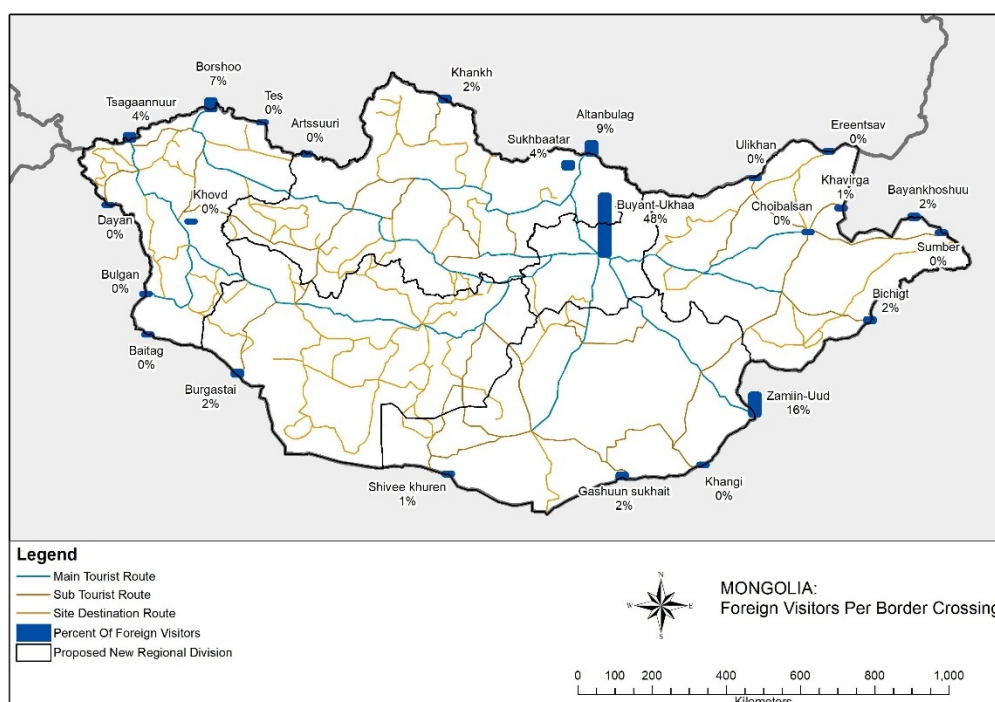 Borshoo
7%
Khankh
2%
Tsagaannuur
4%
Tes
0%
Artssuuri
0%
Altanbulag
9%
Sukhbaatar
4%
Ereentsav
0%
Ulikhan
0%
Khavirga
1%
Bayankhoshuu
2%
Khovd
0%
Buyant-Ukhaa
48%
Choibalsan
0%
Dayan
0%
Sumber
0%
Bulgan
0%
Bichigt
2%
Baitag
0%
Burgastai
2%
Zamiin-Uud
16%
Shivee khuren
1%
Gashuun sukhait
2%
Khangi
0%
Legend
Main Tourist Route
Sub Tourist Route
Site Destination Route
Percent Of Foreign Visitors
Proposed New Regional Division
N
W
E
S
MONGOLIA:
Foreign Visitors Per Border Crossing
0 100 200 400 600 800 1,000
Kilometers